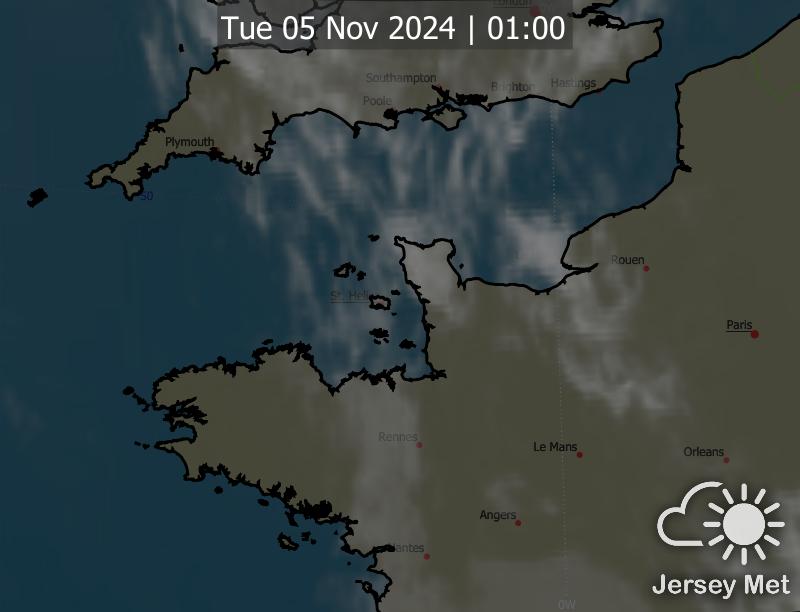 London
Tue 05 Nov 2024 | 01:00
Southampton
Brighton
Hastings
Poole
Plymouth
50
Rouen
St. Heli
Paris
Rennes
Le Mans
Orleans
Angers
Nantes
Jersey Met
0W